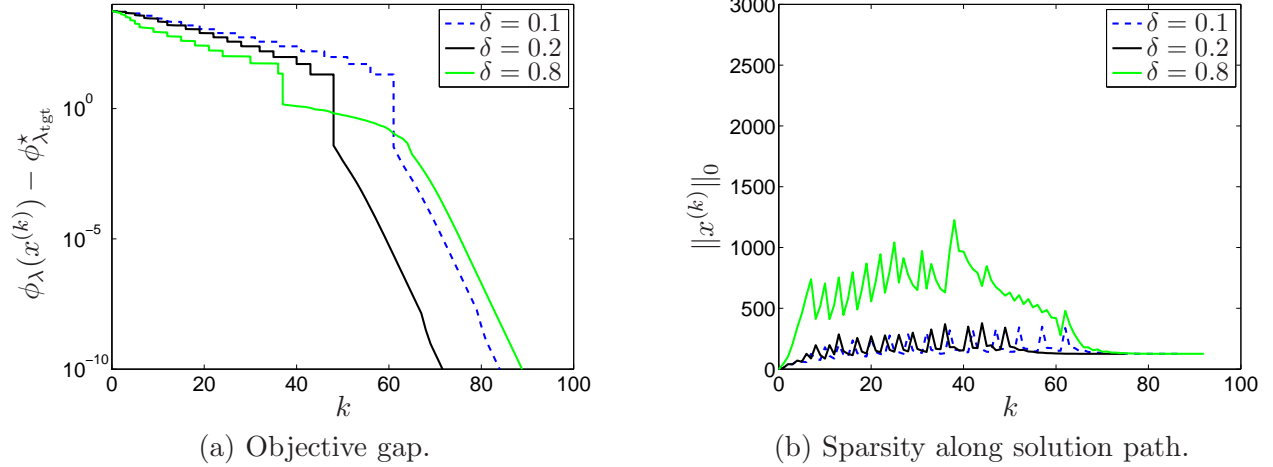 10^0
10^{-5}
10^{-10}
0 20 40 60 80 100
k
ϕ_λ(x^{(k)}) − ϕ^⋆_{λ_tgt}
δ = 0.1
δ = 0.2
δ = 0.8
(a) Objective gap.
3000
2500
2000
1500
1000
500
0
0 20 40 60 80 100
k
∥x^{(k)}∥_0
δ = 0.1
δ = 0.2
δ = 0.8
(b) Sparsity along solution path.